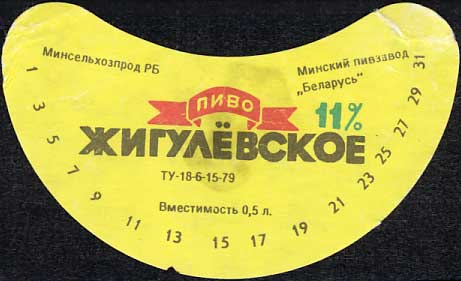 Минсельхозпрод РБ
Минский пивзавод
„Беларусь"
ПИВО
11%
ЖИГУЛЁВСКОЕ
ТУ-18-6-15-79
Вместимость 0,5 л.
1 3 5 7 9 11 13 15 17 19 21 23 25 27 29 31